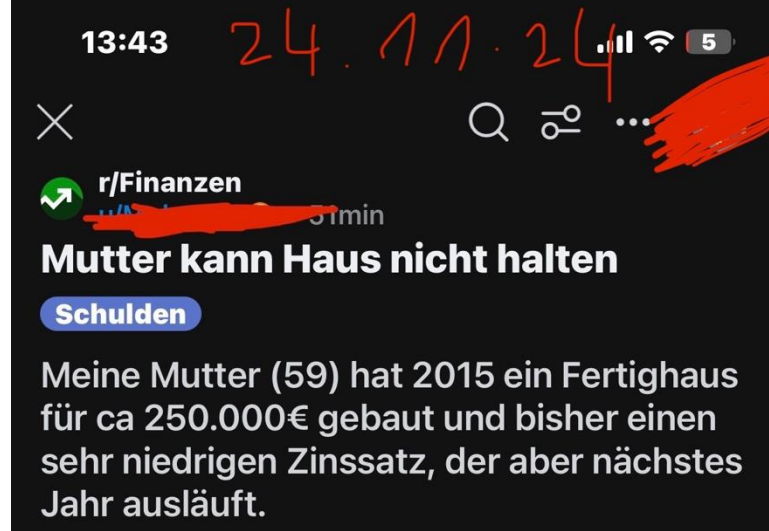 13:43 24.11.24 5
r/Finanzen
51min
Mutter kann Haus nicht halten
Schulden
Meine Mutter (59) hat 2015 ein Fertighaus
für ca 250.000€ gebaut und bisher einen
sehr niedrigen Zinssatz, der aber nächstes
Jahr ausläuft.